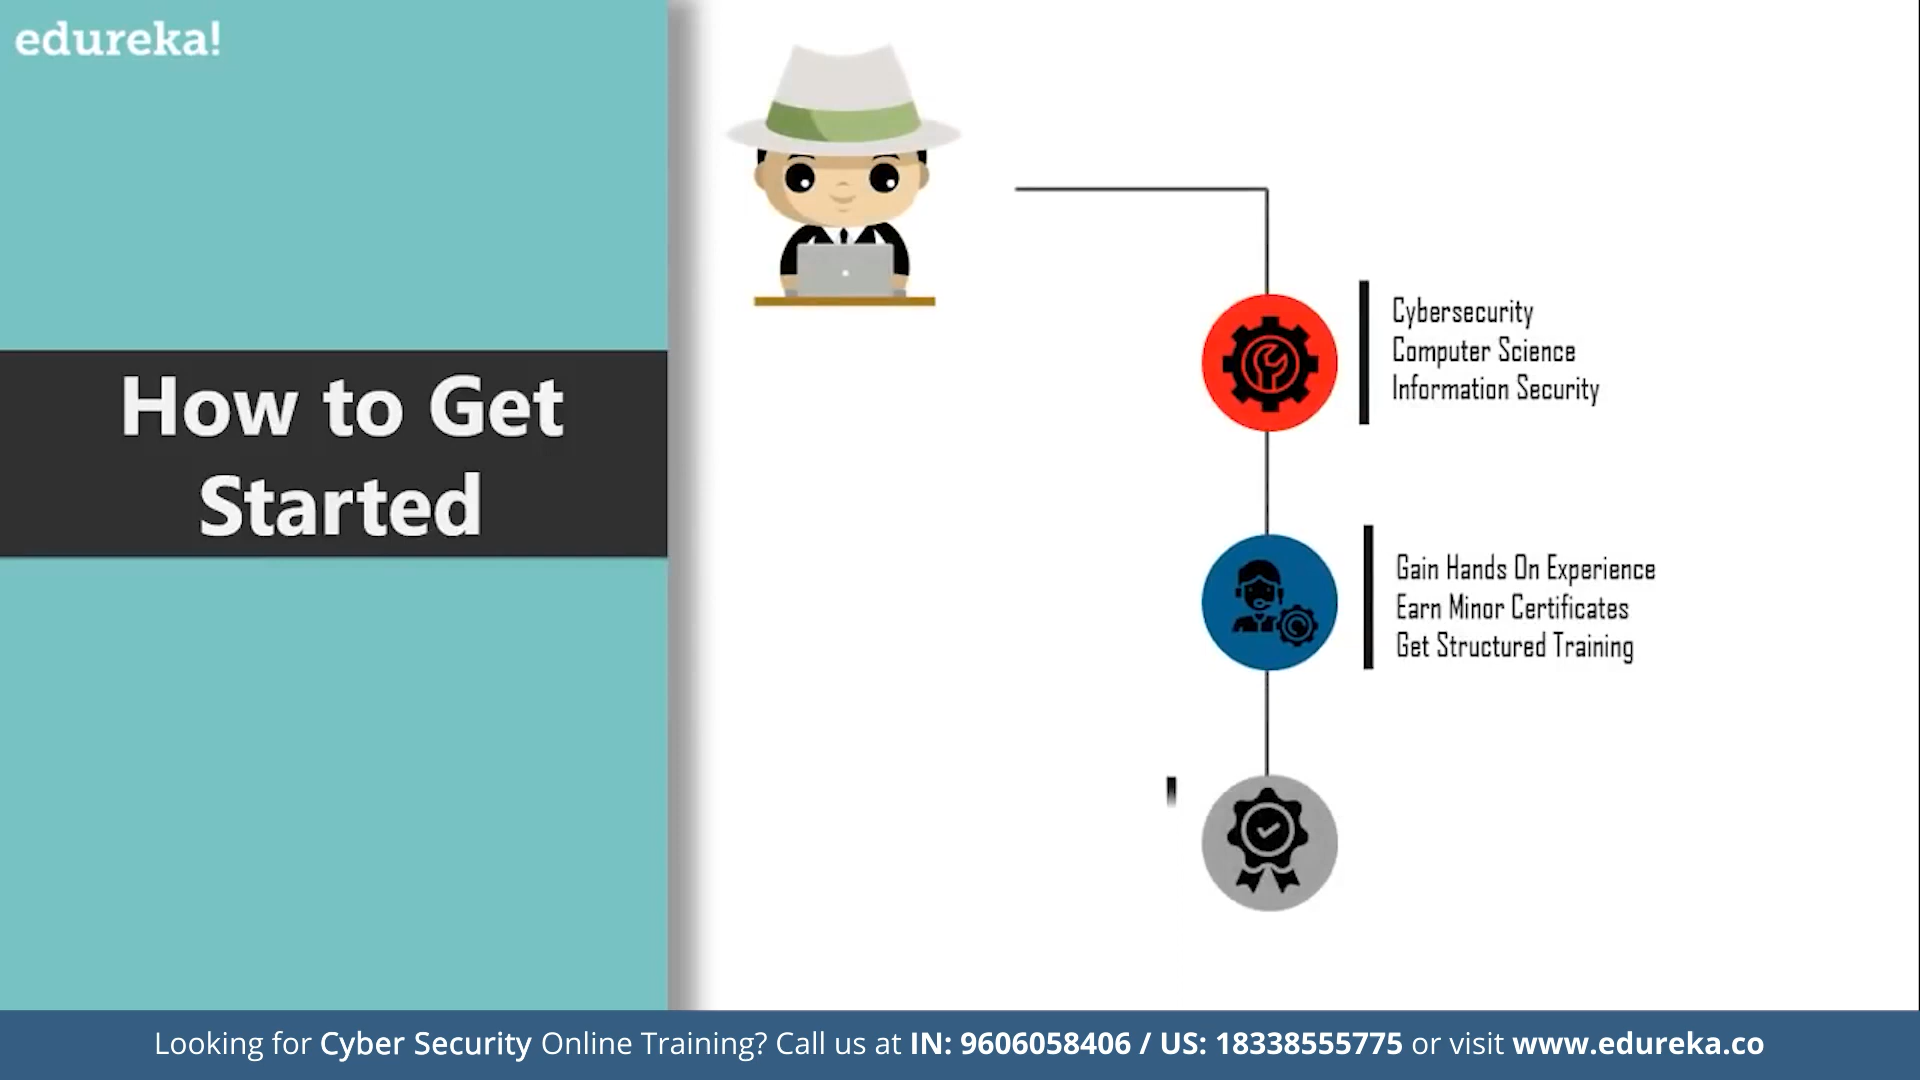 edureka!
How to Get
Started
Cybersecurity
Computer Science
Information Security
Gain Hands On Experience
Earn Minor Certificates
Get Structured Training
Looking for Cyber Security Online Training? Call us at IN: 9606058406 / US: 18338555775 or visit www.edureka.co